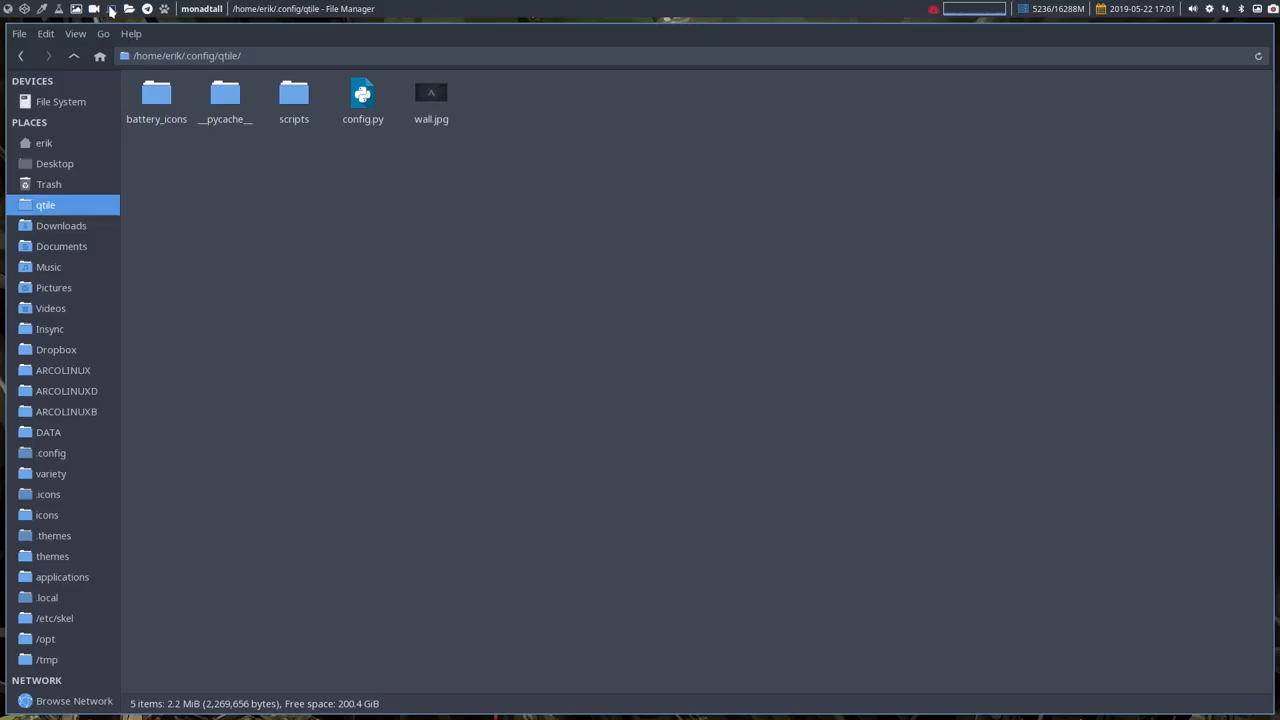 monadtall /home/erik/.config/qtile - File Manager 5236/16288M 2019-05-22 17:01
File Edit View Go Help
/home/erik/.config/qtile/
DEVICES
File System
PLACES
erik
Desktop
Trash
qtile
Downloads
Documents
Music
Pictures
Videos
Insync
Dropbox
ARCOLINUX
ARCOLINUXD
ARCOLINUXB
DATA
.config
variety
.icons
icons
.themes
themes
applications
.local
/etc/skel
/opt
/tmp
NETWORK
Browse Network
battery_icons __pycache__ scripts config.py wall.jpg
5 items: 2.2 MiB (2,269,656 bytes), Free space: 200.4 GiB